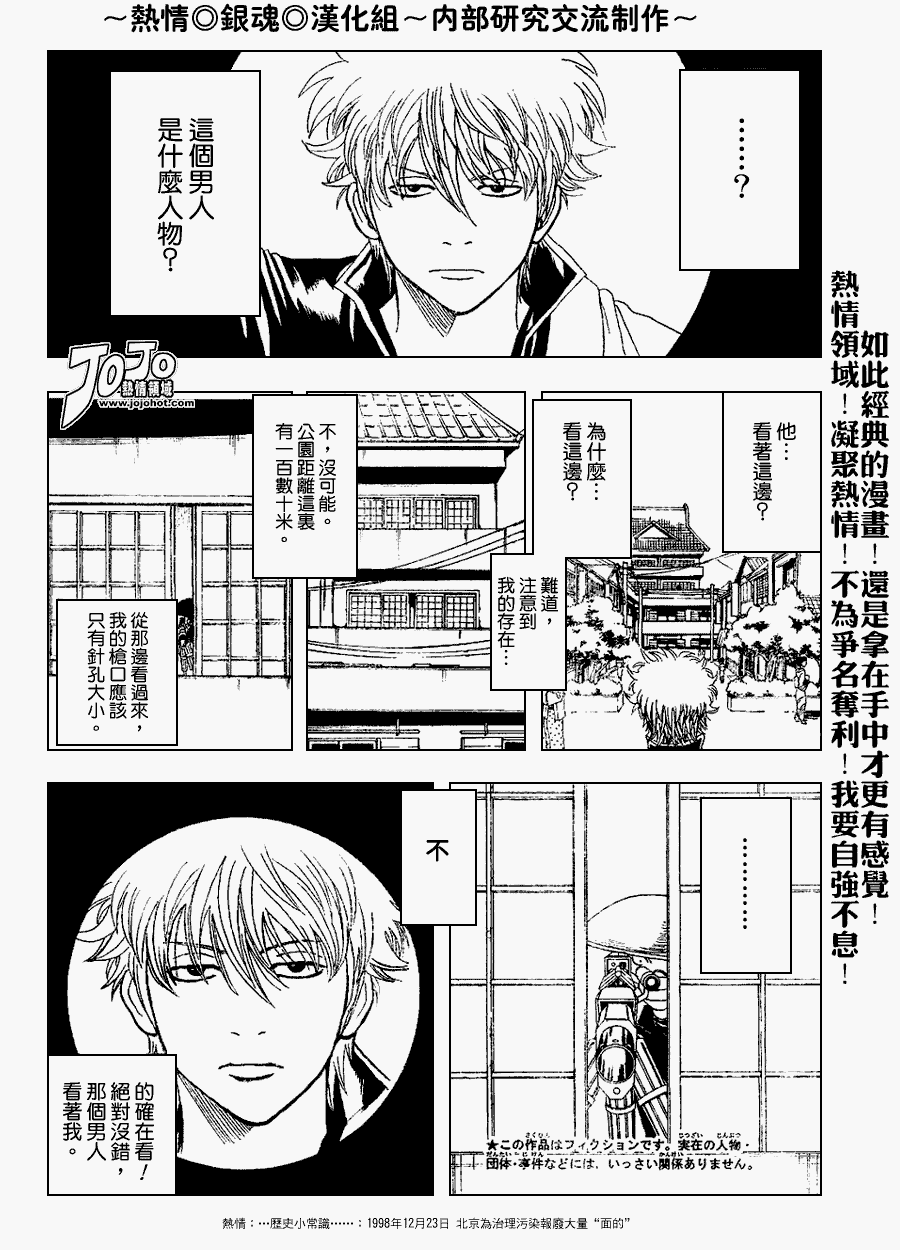 ～熱情◎銀魂◎漢化組～内部研究交流制作～
……？
這個男人
是什麼人物？
如此經典的漫畫！還是拿在手中才更有感覺！
熱情領域！凝聚熱情！不為爭名奪利！我要自強不息！
JOJO
熱情領域
www.jojohot.com
他…
看著這邊？
為什麼…
看這邊？
難道，
注意到
我的存在…
不，沒可能。
公園距離這裏
有一百數十米。
從那邊看過來，
我的槍口應該
只有針孔大小。
…………
不
的確在看！
絕對沒錯，
那個男人
看著我。
★この作品はフィクションです。実在の人物・
団体・事件などには、いっさい関係ありません。
熱情：…歷史小常識……：1998年12月23日 北京為治理污染報廢大量“面的”